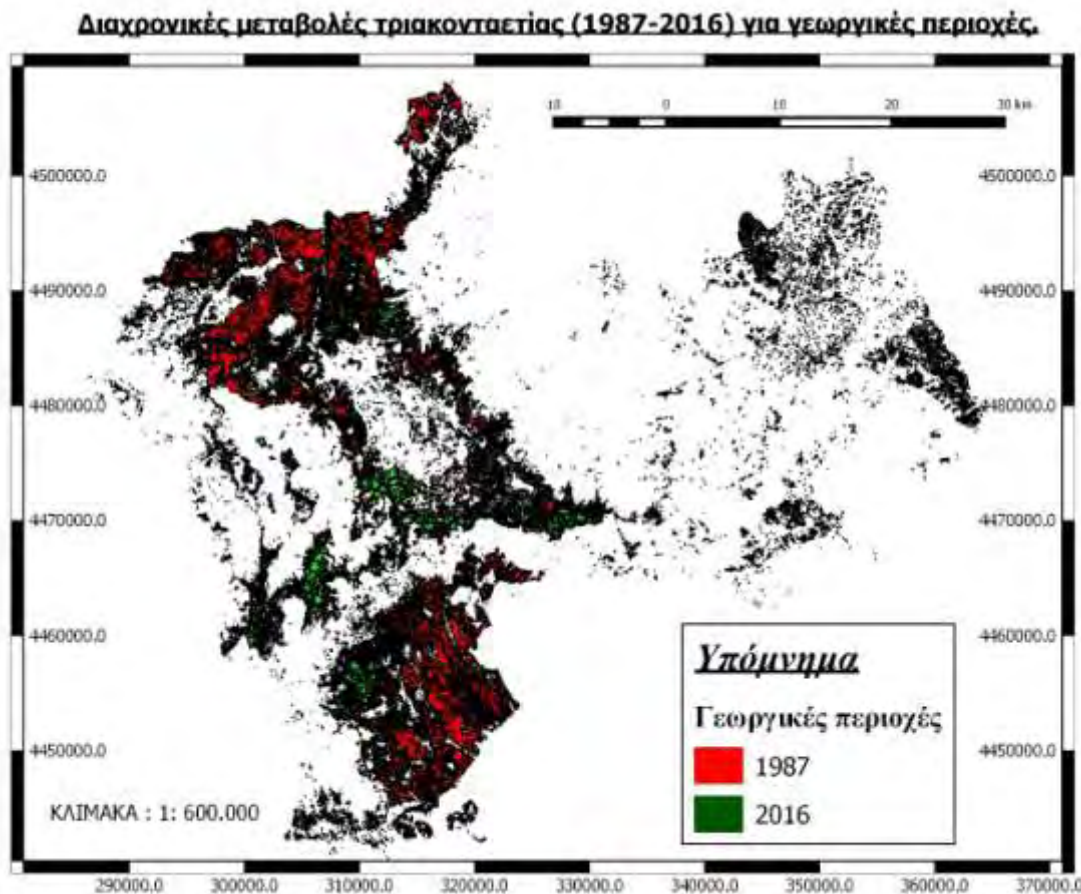 Διαχρονικές μεταβολές τριακονταετίας (1987-2016) για γεωργικές περιοχές.
10 0 10 20 30 km
4500000.0 4500000.0
4490000.0 4490000.0
4480000.0 4480000.0
4470000.0 4470000.0
4460000.0 4460000.0
4450000.0 4450000.0
Υπόμνημα
Γεωργικές περιοχές
1987
2016
ΚΛΙΜΑΚΑ : 1: 600.000
290000.0 300000.0 310000.0 320000.0 330000.0 340000.0 350000.0 360000.0 370000.0